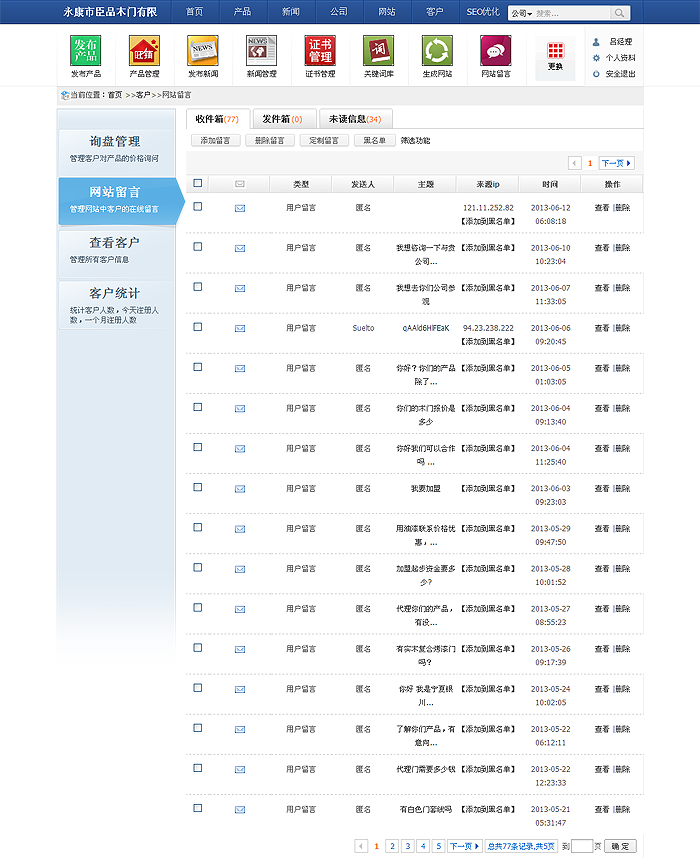 永康市臣品木门有限 首页 产品 新闻 公司 网站 客户 SEO优化 公司 搜索...
发布产品 产品管理 发布新闻 新闻管理 证书管理 关键词库 生成网站 网站留言 更换
吕经理
个人资料
安全退出
当前位置：首页 >>客户>>网站留言
询盘管理
管理客户对产品的价格询问
网站留言
管理网站中客户的在线留言
查看客户
管理所有客户信息
客户统计
统计客户人数，今天注册人
数，一个月注册人数
收件箱(77) 发件箱(0) 未读信息(34)
添加留言 删除留言 定制留言 黑名单 筛选功能
1 下一页
类型 发送人 主题 来源ip 时间 操作
用户留言 匿名 121.11.252.82 2013-06-12 查看 |删除
【添加到黑名单】 06:08:18
用户留言 匿名 我想咨询一下与贵 【添加到黑名单】 2013-06-10 查看 |删除
公司... 10:23:04
用户留言 匿名 我想去你们公司参 【添加到黑名单】 2013-06-07 查看 |删除
观 11:33:05
用户留言 Suelto qAAld6HlFEaK 94.23.238.222 2013-06-06 查看 |删除
【添加到黑名单】 09:20:45
用户留言 匿名 你好？你们的产品 【添加到黑名单】 2013-06-05 查看 |删除
除了... 01:03:05
用户留言 匿名 你们的木门报价是 【添加到黑名单】 2013-06-04 查看 |删除
多少 09:13:40
用户留言 匿名 你好我们可以合作 【添加到黑名单】 2013-06-04 查看 |删除
吗 ... 11:25:40
用户留言 匿名 我要加盟 【添加到黑名单】 2013-06-03 查看 |删除
09:23:03
用户留言 匿名 用油漆联系价格优 【添加到黑名单】 2013-05-29 查看 |删除
惠，... 09:47:50
用户留言 匿名 加盟起步资金要多 【添加到黑名单】 2013-05-28 查看 |删除
少? 10:01:52
用户留言 匿名 代理你们的产品， 【添加到黑名单】 2013-05-27 查看 |删除
有没... 08:55:23
用户留言 匿名 有实木复合烤漆门 【添加到黑名单】 2013-05-26 查看 |删除
吗？ 09:17:39
用户留言 匿名 你好 我是宁夏银 【添加到黑名单】 2013-05-24 查看 |删除
川... 10:02:05
用户留言 匿名 了解你们产品，有 【添加到黑名单】 2013-05-22 查看 |删除
意向... 06:12:11
用户留言 匿名 代理门需要多少钱 【添加到黑名单】 2013-05-22 查看 |删除
12:23:33
用户留言 匿名 有白色门套线吗 【添加到黑名单】 2013-05-21 查看 |删除
05:31:47
1 2 3 4 5 下一页 总共77条记录,共5页 到 页 确 定